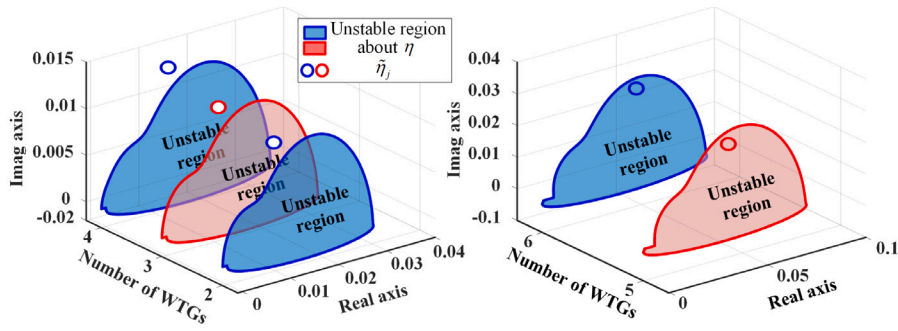 Unstable region
about η
η̃j
0.015
0.01
0.005
0
-0.02
Imag axis
4
3
2
Number of WTGs
0
0.01
0.02
0.03
0.04
Real axis
Unstable
region
Unstable
region
Unstable
region
0.04
0.03
0.02
0.01
0
-0.1
Imag axis
6
5
Number of WTGs
0
0.05
0.1
Real axis
Unstable
region
Unstable
region